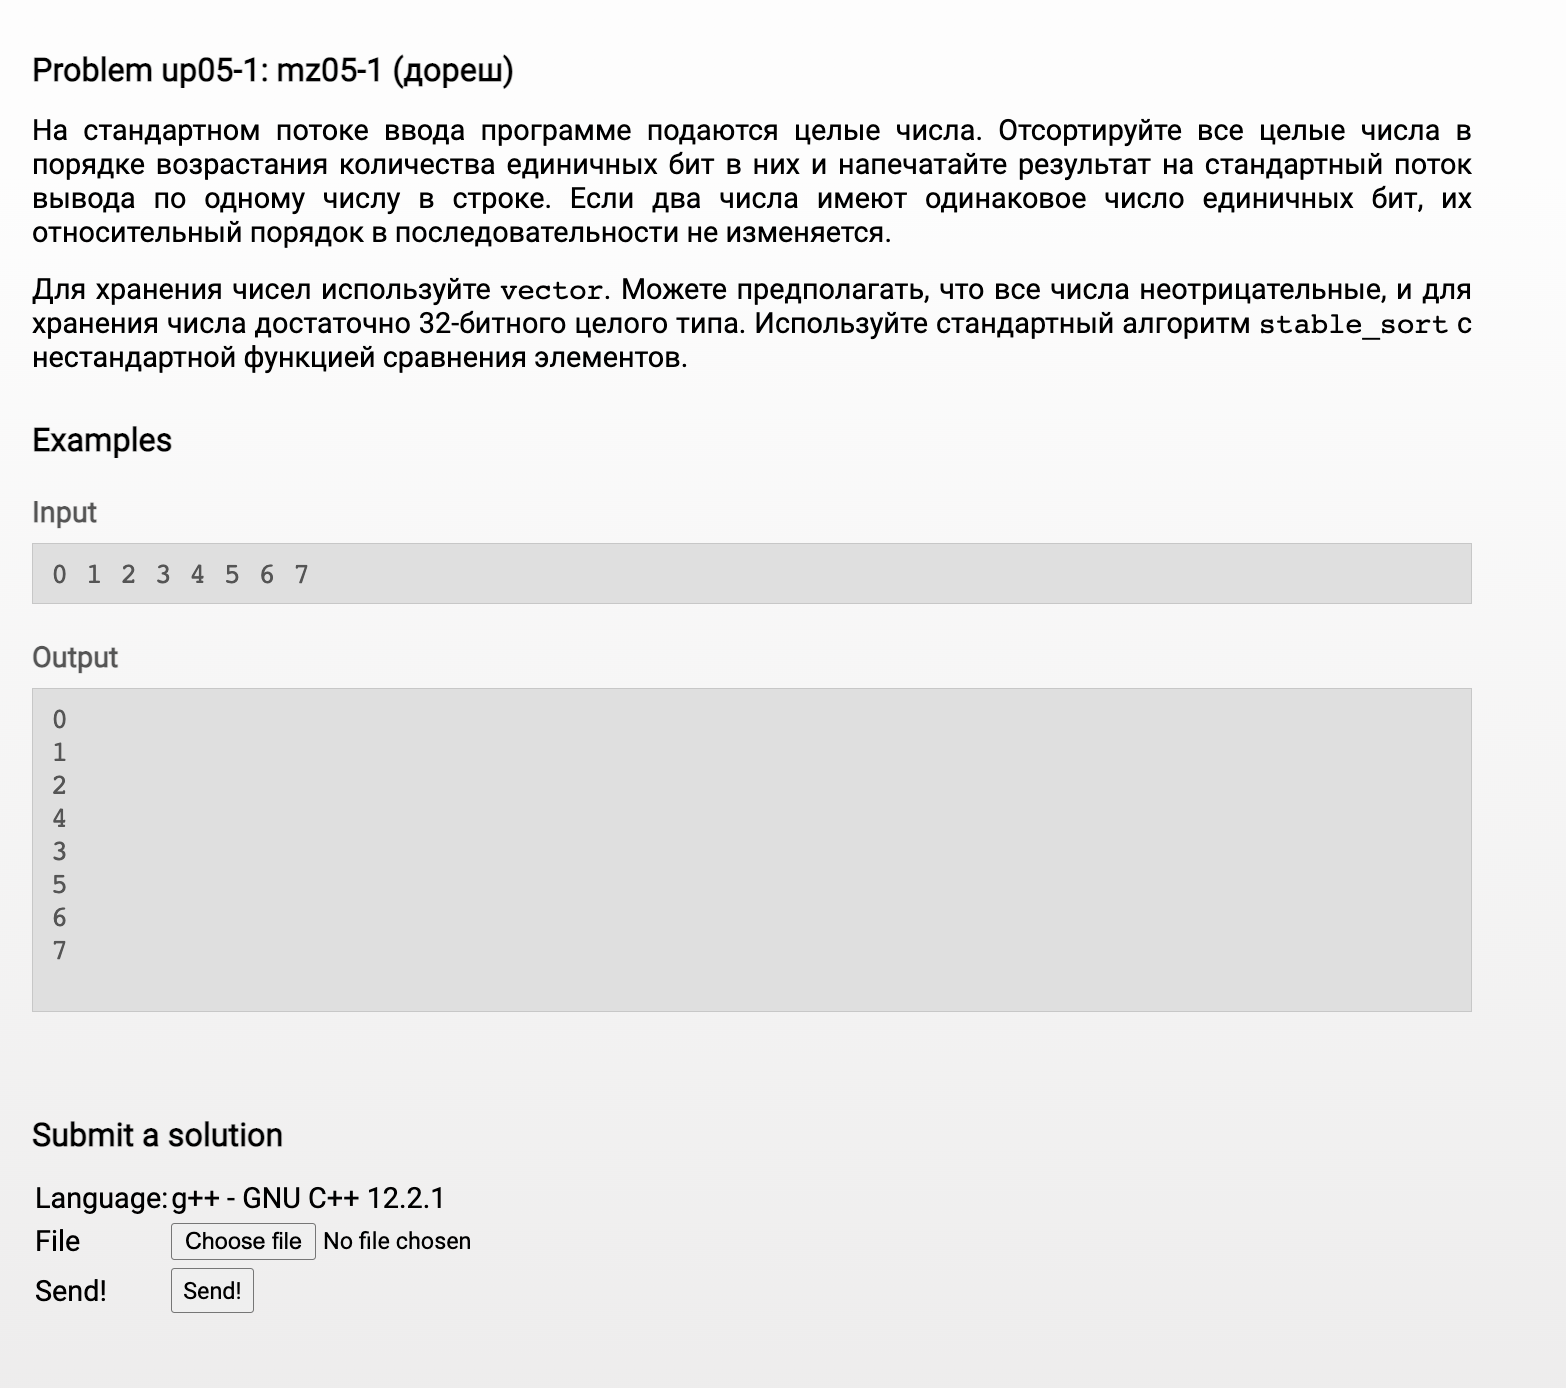 Problem up05-1: mz05-1 (дореш)
На стандартном потоке ввода программе подаются целые числа. Отсортируйте все целые числа в
порядке возрастания количества единичных бит в них и напечатайте результат на стандартный поток
вывода по одному числу в строке. Если два числа имеют одинаковое число единичных бит, их
относительный порядок в последовательности не изменяется.
Для хранения чисел используйте vector. Можете предполагать, что все числа неотрицательные, и для
хранения числа достаточно 32-битного целого типа. Используйте стандартный алгоритм stable_sort с
нестандартной функцией сравнения элементов.
Examples
Input
0 1 2 3 4 5 6 7
Output
0
1
2
4
3
5
6
7
Submit a solution
Language: g++ - GNU C++ 12.2.1
File Choose file No file chosen
Send! Send!